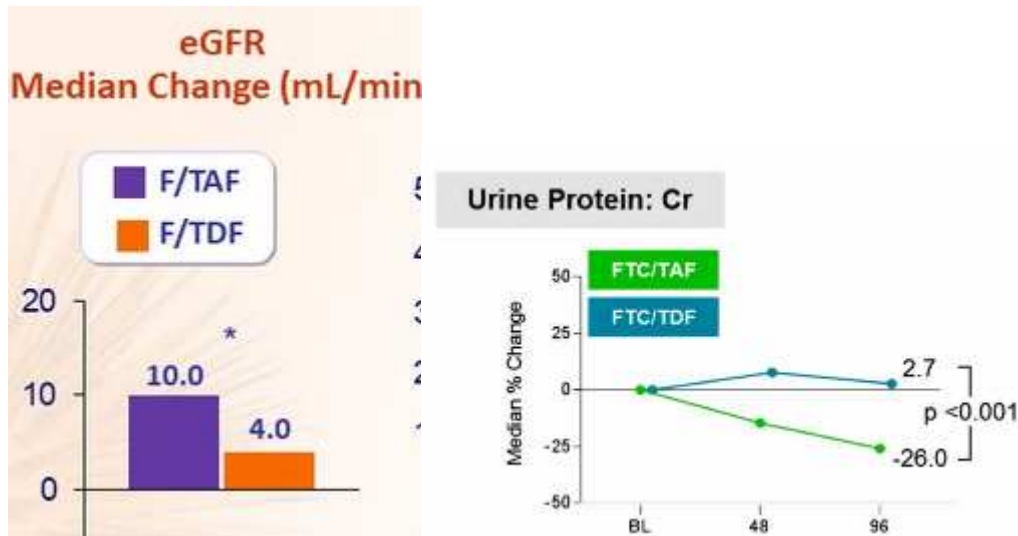 eGFR
Median Change (mL/min
F/TAF
F/TDF
20
10
0
*
10.0
4.0
Urine Protein: Cr
FTC/TAF
FTC/TDF
Median % Change
50
25
0
-25
-50
2.7
p <0.001
-26.0
BL 48 96